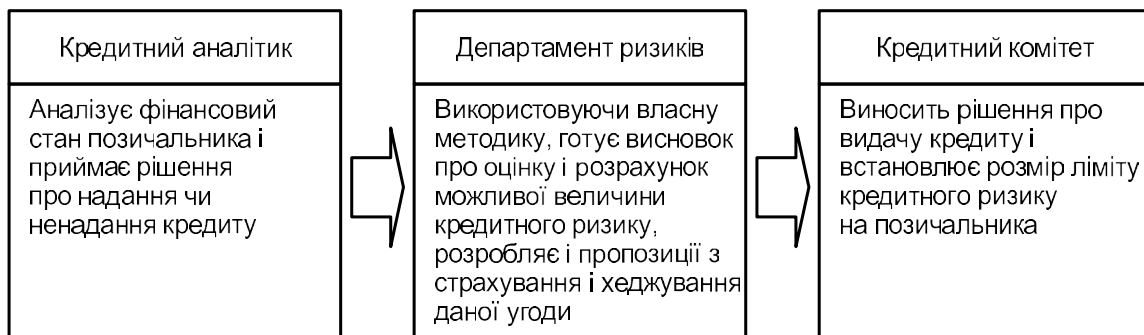 Кредитний аналітик
Аналізує фінансовий
стан позичальника і
приймає рішення
про надання чи
ненадання кредиту
Департамент ризиків
Використовуючи власну
методику, готує висновок
про оцінку і розрахунок
можливої величини
кредитного ризику,
розробляє і пропозиції з
страхування і хеджування
даної угоди
Кредитний комітет
Виносить рішення про
видачу кредиту і
встановлює розмір ліміту
кредитного ризику
на позичальника